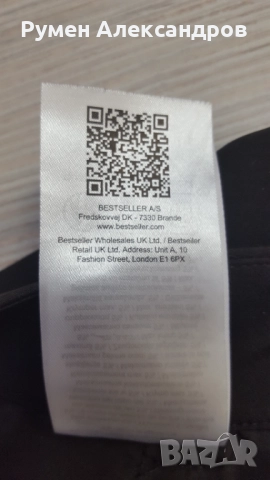 Румен Александров
BESTSELLER A/S
Fredskovvej DK - 7330 Brande
www.bestseller.com
Bestseller Wholesales UK Ltd. / Bestseller
Retail UK Ltd. Address: Unit A, 10
Fashion Street, London E1 6PX
Bazar